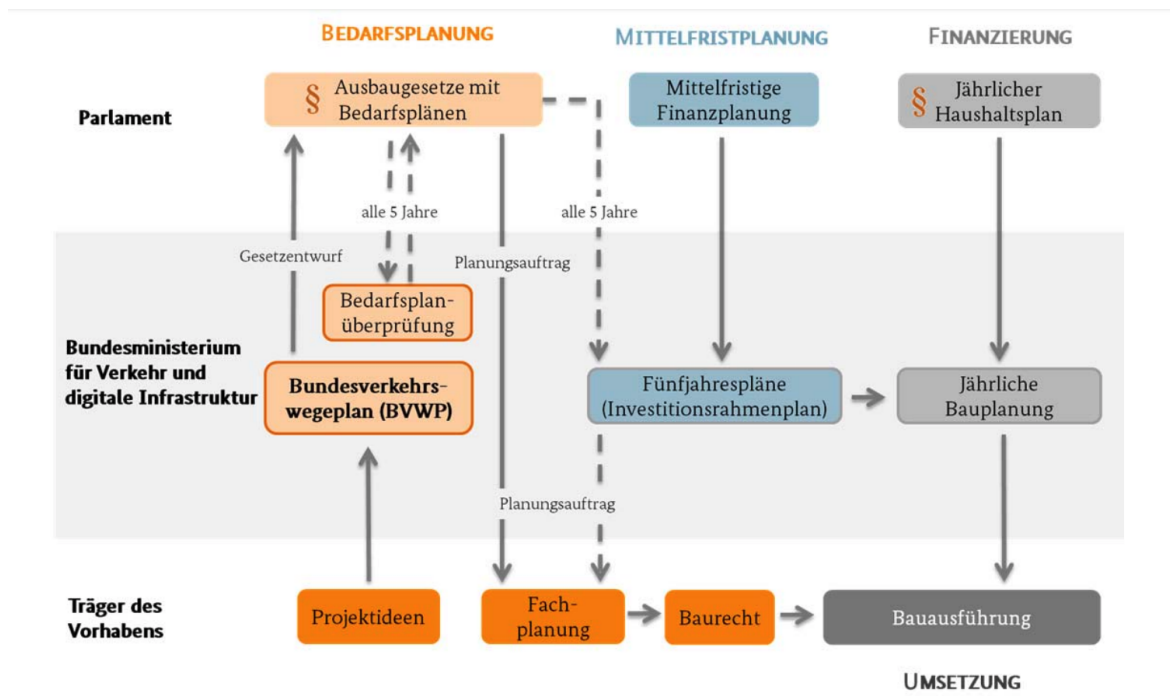 BEDARFSPLANUNG
MITTELFRISTPLANUNG
FINANZIERUNG
Parlament
§ Ausbaugesetze mit
Bedarfsplänen
Mittelfristige
Finanzplanung
§ Jährlicher
Haushaltsplan
alle 5 Jahre
alle 5 Jahre
Gesetzentwurf
Planungsauftrag
Bedarfsplan-
überprüfung
Bundesministerium
für Verkehr und
digitale Infrastruktur
Bundesverkehrs-
wegeplan (BVWP)
Fünfjahrespläne
(Investitionsrahmenplan)
Jährliche
Bauplanung
Planungsauftrag
Träger des
Vorhabens
Projektideen
Fach-
planung
Baurecht
Bauausführung
UMSETZUNG